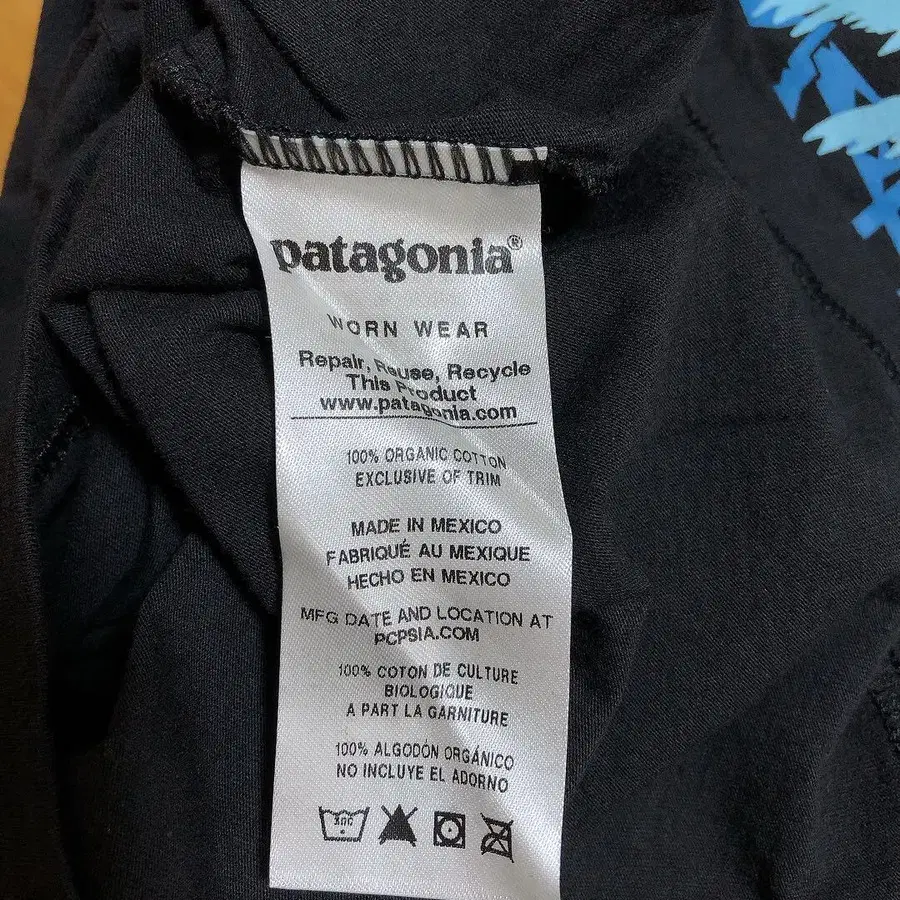 patagonia®
WORN WEAR
Repair, Reuse, Recycle
This Product
www.patagonia.com
100% ORGANIC COTTON
EXCLUSIVE OF TRIM
MADE IN MEXICO
FABRIQUÉ AU MEXIQUE
HECHO EN MEXICO
MFG DATE AND LOCATION AT
PCPSIA.COM
100% COTON DE CULTURE
BIOLOGIQUE
A PART LA GARNITURE
100% ALGODÓN ORGÁNICO
NO INCLUYE EL ADORNO